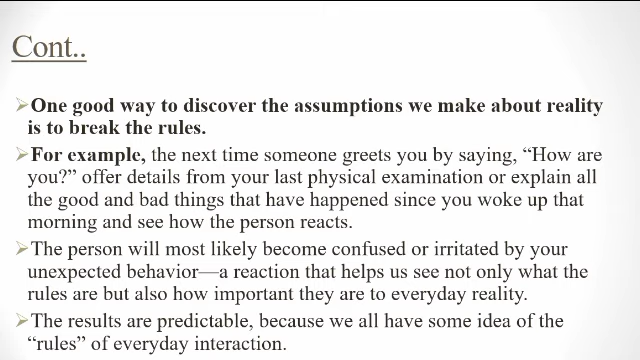 Cont..
➢One good way to discover the assumptions we make about reality
is to break the rules.
➢For example, the next time someone greets you by saying, “How are
you?” offer details from your last physical examination or explain all
the good and bad things that have happened since you woke up that
morning and see how the person reacts.
➢The person will most likely become confused or irritated by your
unexpected behavior—a reaction that helps us see not only what the
rules are but also how important they are to everyday reality.
➢The results are predictable, because we all have some idea of the
“rules” of everyday interaction.